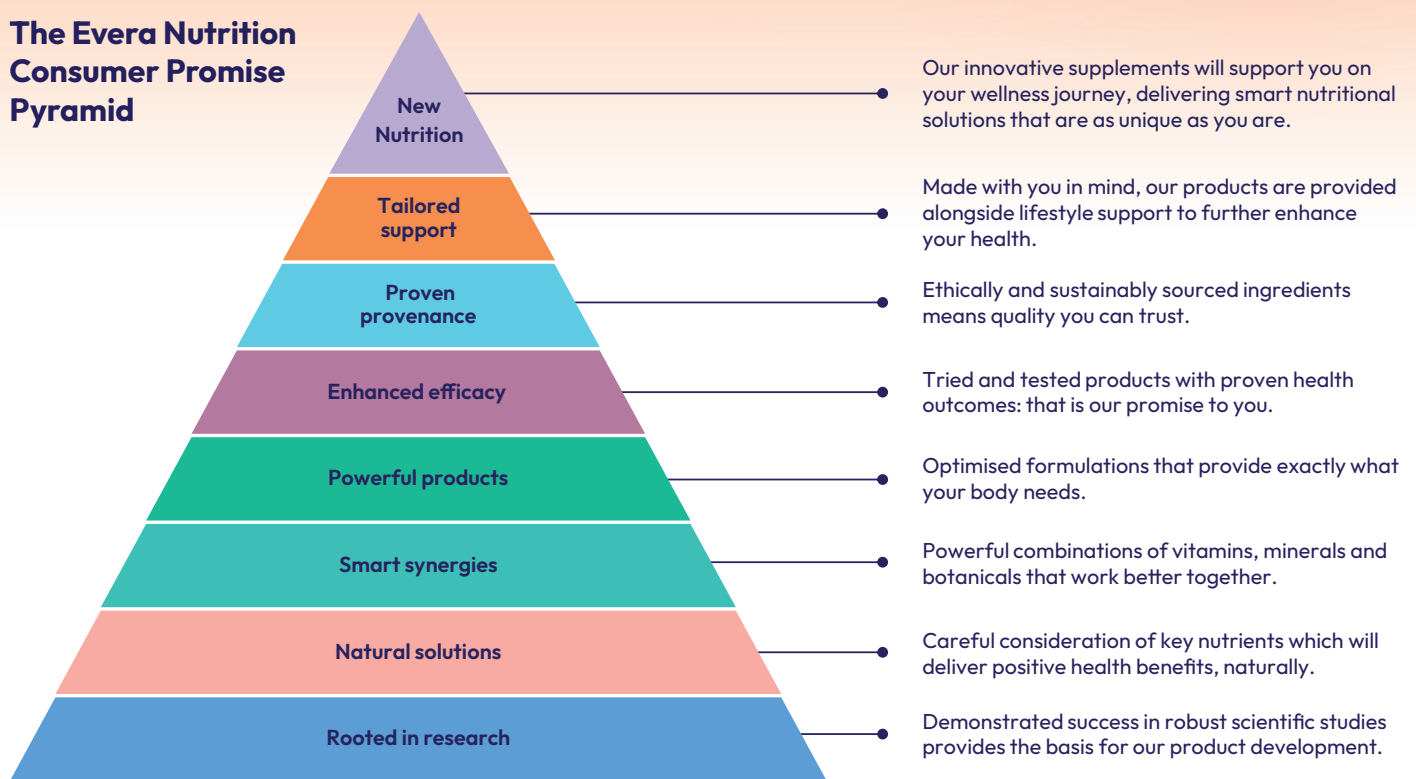 The Evera Nutrition
Consumer Promise
Pyramid
New
Nutrition
Our innovative supplements will support you on
your wellness journey, delivering smart nutritional
solutions that are as unique as you are.
Tailored
support
Made with you in mind, our products are provided
alongside lifestyle support to further enhance
your health.
Proven
provenance
Ethically and sustainably sourced ingredients
means quality you can trust.
Enhanced efficacy
Tried and tested products with proven health
outcomes: that is our promise to you.
Powerful products
Optimised formulations that provide exactly what
your body needs.
Smart synergies
Powerful combinations of vitamins, minerals and
botanicals that work better together.
Natural solutions
Careful consideration of key nutrients which will
deliver positive health benefits, naturally.
Rooted in research
Demonstrated success in robust scientific studies
provides the basis for our product development.